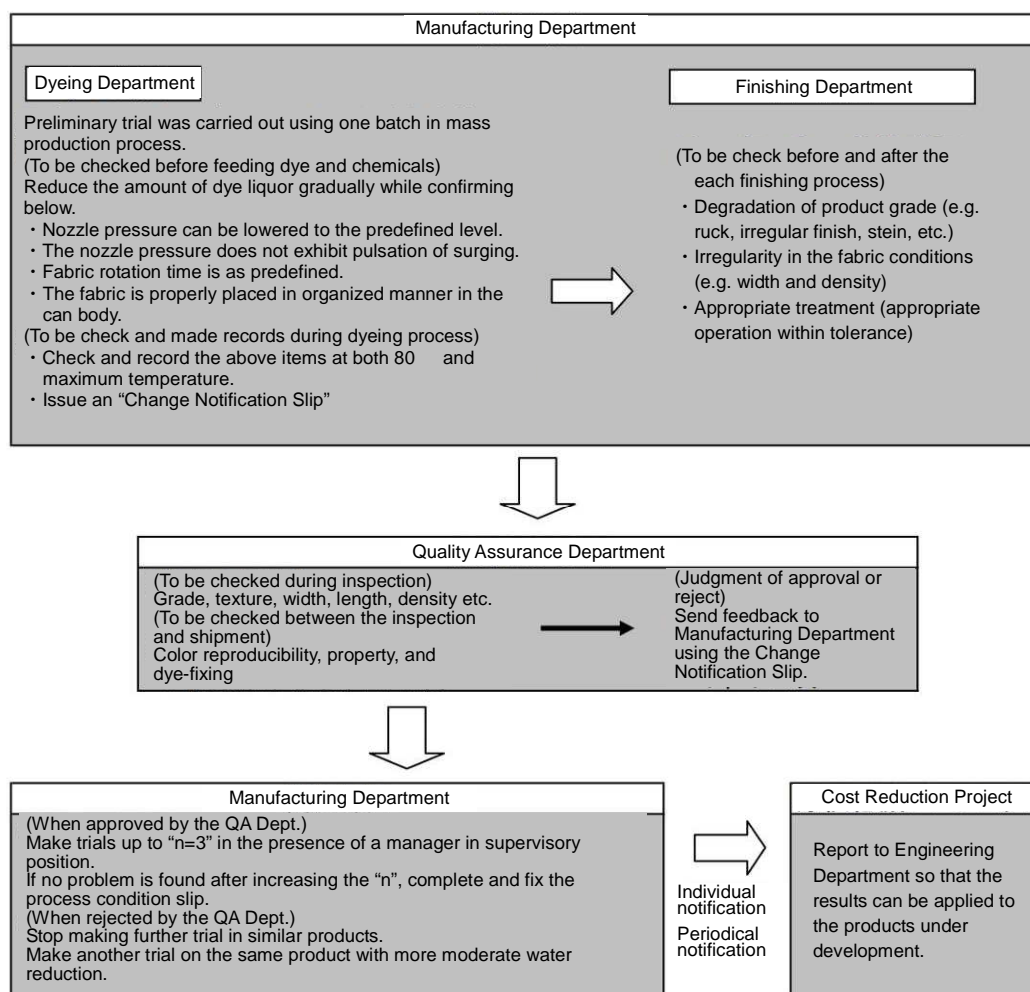 Manufacturing Department
Dyeing Department
Preliminary trial was carried out using one batch in mass
production process.
(To be checked before feeding dye and chemicals)
Reduce the amount of dye liquor gradually while confirming
below.
・Nozzle pressure can be lowered to the predefined level.
・The nozzle pressure does not exhibit pulsation of surging.
・Fabric rotation time is as predefined.
・The fabric is properly placed in organized manner in the
can body.
(To be check and made records during dyeing process)
・Check and record the above items at both 80 and
maximum temperature.
・Issue an “Change Notification Slip”
Finishing Department
(To be check before and after the
each finishing process)
・Degradation of product grade (e.g.
ruck, irregular finish, stein, etc.)
・Irregularity in the fabric conditions
(e.g. width and density)
・Appropriate treatment (appropriate
operation within tolerance)
Quality Assurance Department
(To be checked during inspection)
Grade, texture, width, length, density etc.
(To be checked between the inspection
and shipment)
Color reproducibility, property, and
dye-fixing
(Judgment of approval or
reject)
Send feedback to
Manufacturing Department
using the Change
Notification Slip.
Manufacturing Department
(When approved by the QA Dept.)
Make trials up to “n=3” in the presence of a manager in supervisory
position.
If no problem is found after increasing the “n”, complete and fix the
process condition slip.
(When rejected by the QA Dept.)
Stop making further trial in similar products.
Make another trial on the same product with more moderate water
reduction.
Individual
notification
Periodical
notification
Cost Reduction Project
Report to Engineering
Department so that the
results can be applied to
the products under
development.